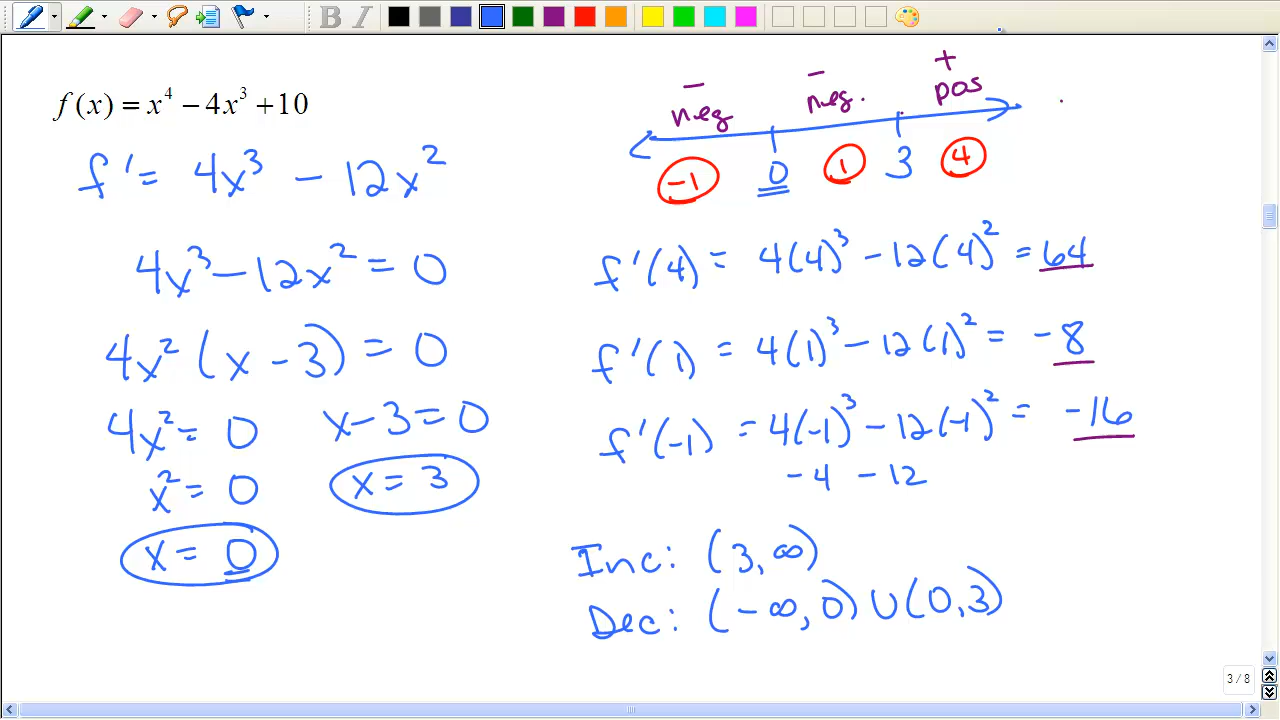 B I
f(x) = x⁴ − 4x³ + 10
f' = 4x³ − 12x²
4x³ − 12x² = 0
4x² (x − 3) = 0
4x² = 0 x − 3 = 0
x² = 0 x = 3
x = 0
− − +
neg neg. pos
−1 0 1 3 4
f'(4) = 4(4)³ − 12(4)² = 64
f'(1) = 4(1)³ − 12(1)² = −8
f'(−1) = 4(−1)³ − 12(−1)² = −16
−4 − 12
Inc: (3, ∞)
Dec: (−∞, 0) ∪ (0, 3)
3 / 8